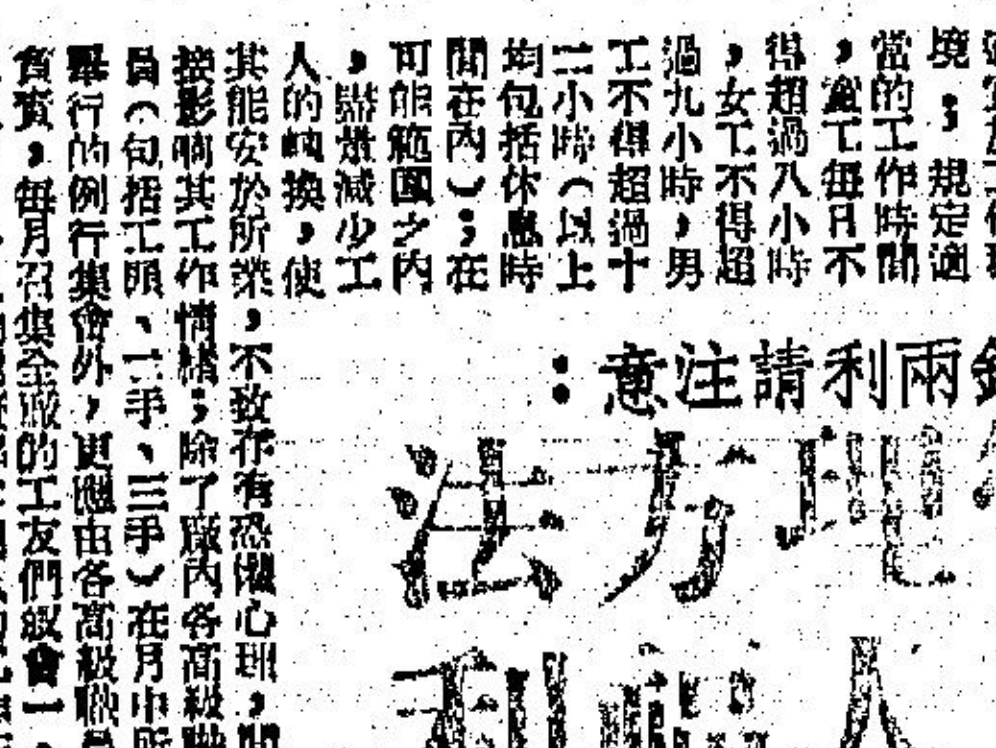 境；規定適
當的工作時間
，童工每日不
得超過八小時
，女工不得超
過九小時，男
工不得超過十
二小時（以上
均包括休息時
間在內）；在
可能範圍之內
，盡量減少工
人的輪換，使
其能安於所業，不致存有恐懼心理，間
接影响其工作情緒；除了廠內各高級職
員（包括工頭、二手、三手）在月中所
舉行的例行集會外，更應由各高級職員
負責，每月召集全廠的工友們敘會一
兩利請注意：
方法
人